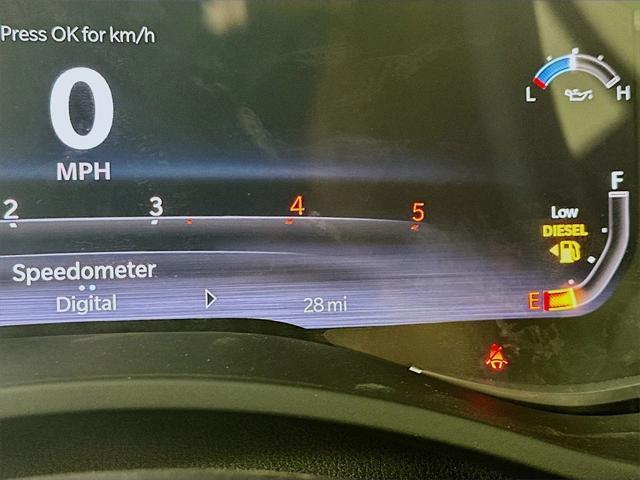 Press OK for km/h
0
MPH
L H
F
2 3 4 5
Low
DIESEL
Speedometer
Digital
28 mi
E